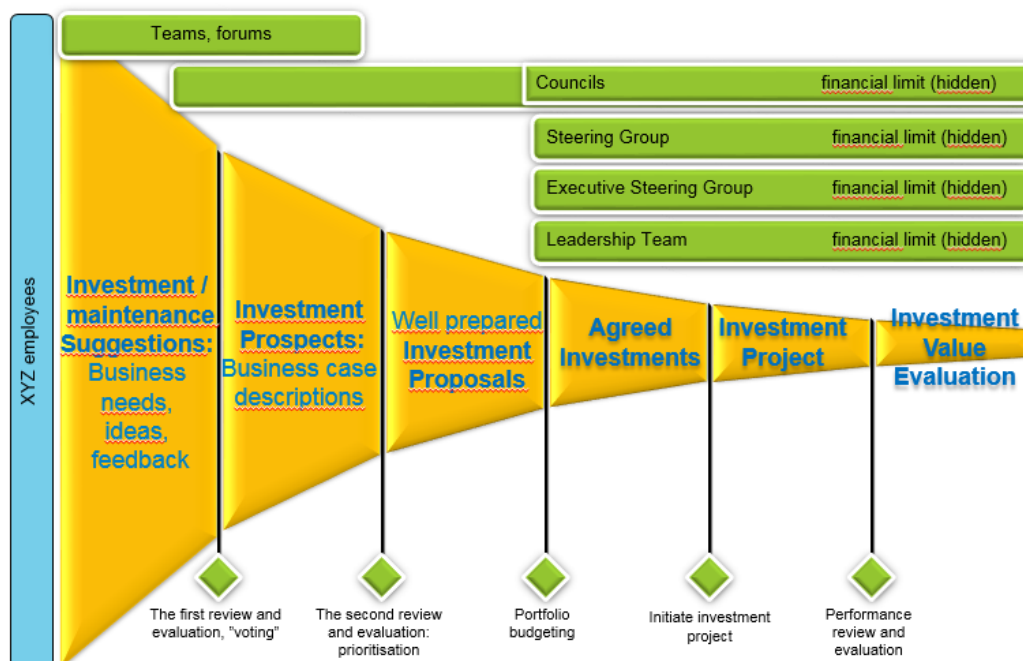 Teams, forums
Councils financial limit (hidden)
Steering Group financial limit (hidden)
Executive Steering Group financial limit (hidden)
Leadership Team financial limit (hidden)
XYZ employees
Investment /
maintenance
Suggestions:
Business
needs,
ideas,
feedback
Investment
Prospects:
Business case
descriptions
Well prepared
Investment
Proposals
Agreed
Investments
Investment
Project
Investment
Value
Evaluation
The first review and
evaluation, "voting"
The second review
and evaluation:
prioritisation
Portfolio
budgeting
Initiate investment
project
Performance
review and
evaluation